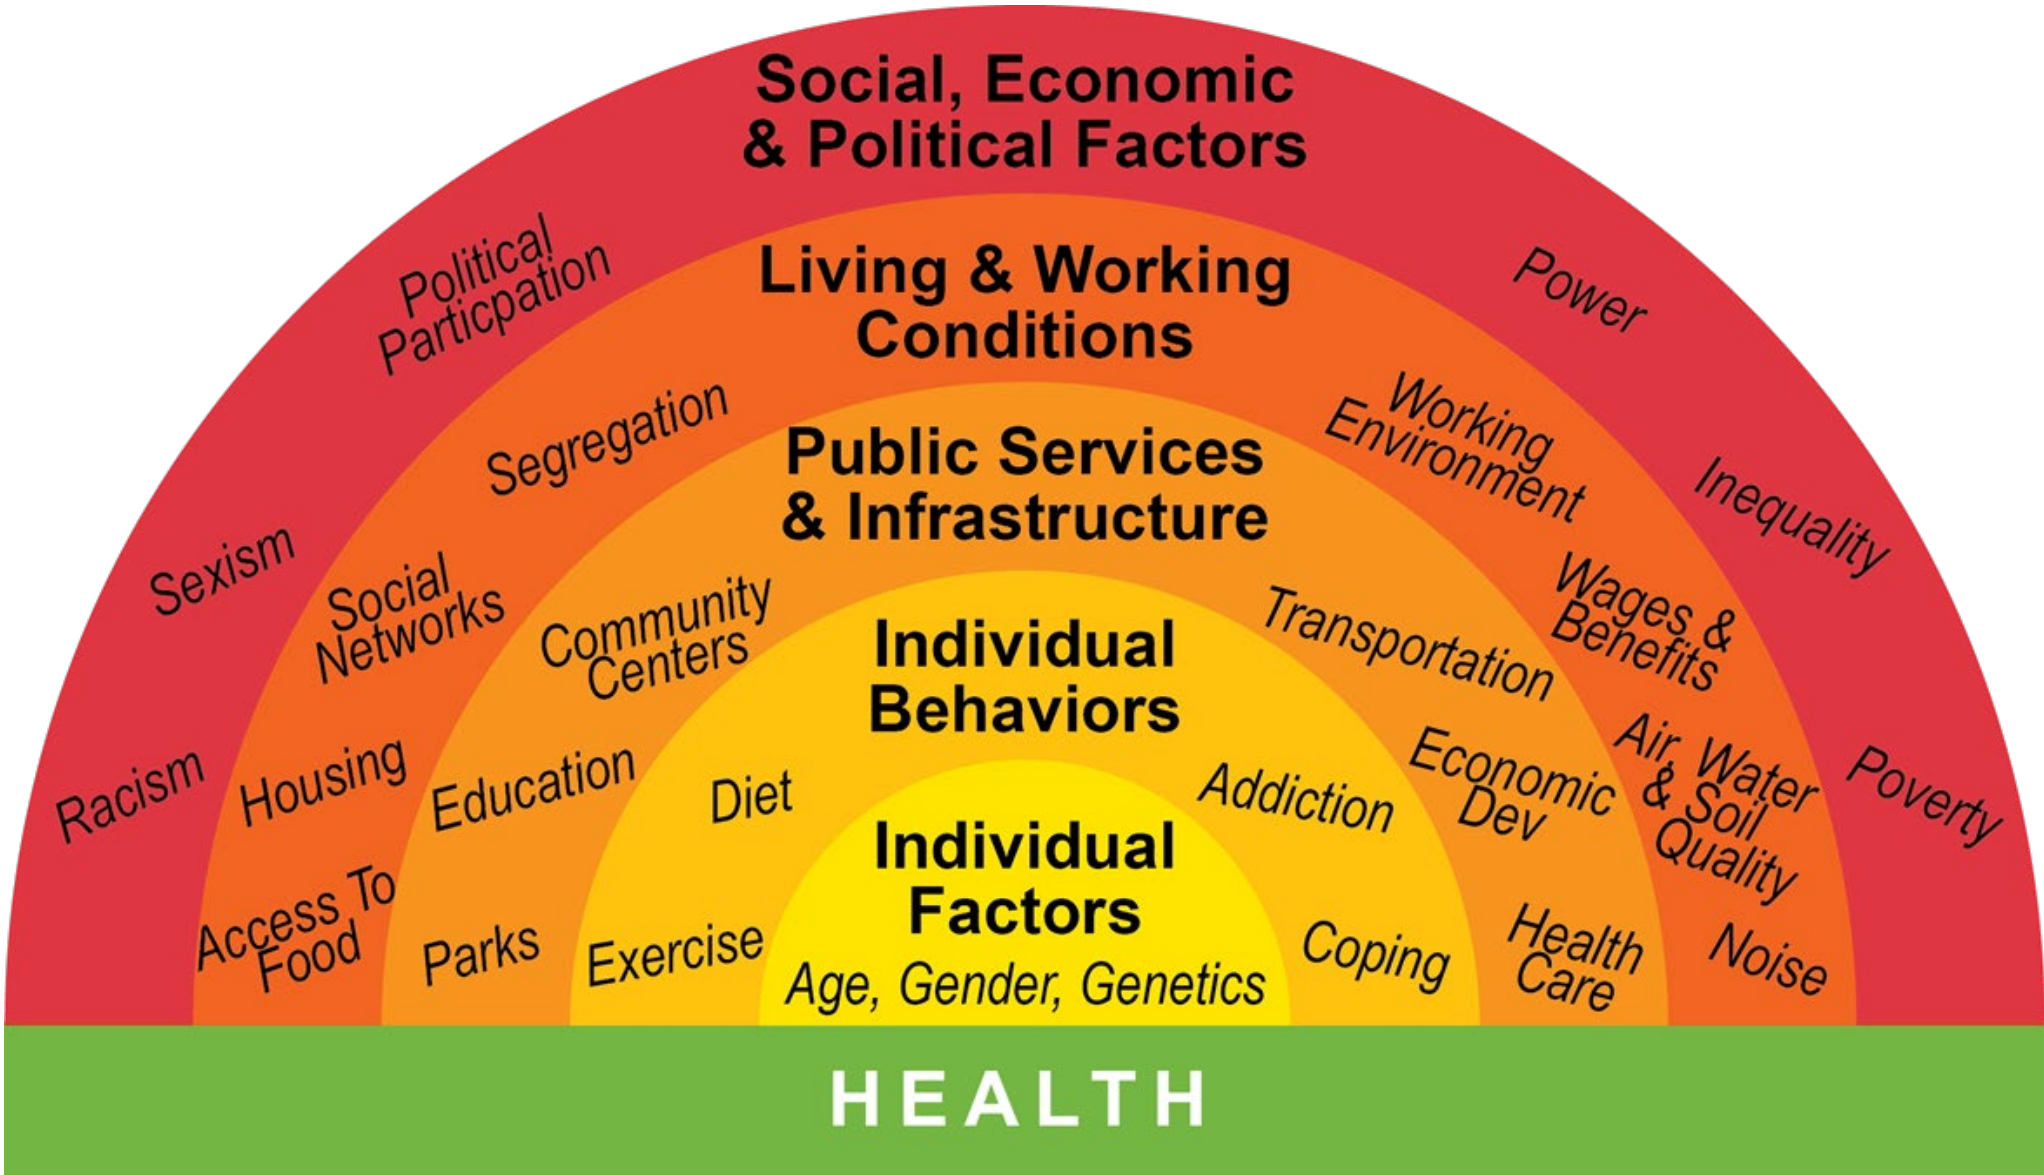 Social, Economic
& Political Factors
Political
Particpation
Power
Sexism
Inequality
Racism
Poverty
Living & Working
Conditions
Segregation
Working
Environment
Social
Networks
Wages &
Benefits
Housing
Air, Water
& Soil
Quality
Access To
Food
Noise
Public Services
& Infrastructure
Community
Centers
Transportation
Education
Economic
Dev
Parks
Health
Care
Individual
Behaviors
Diet
Addiction
Exercise
Coping
Individual
Factors
Age, Gender, Genetics
HEALTH